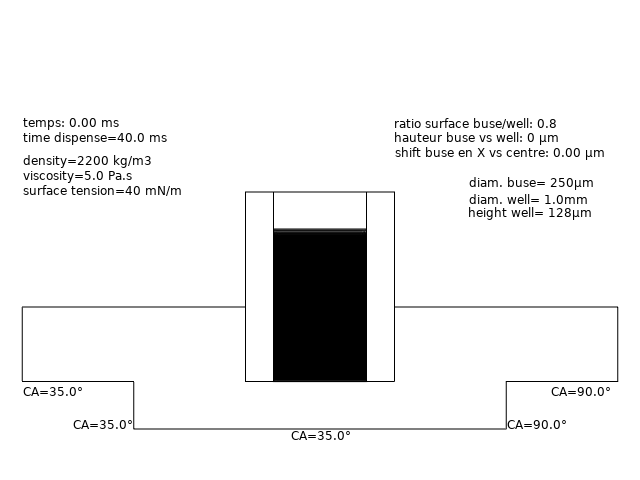 temps: 0.00 ms
time dispense=40.0 ms
density=2200 kg/m3
viscosity=5.0 Pa.s
surface tension=40 mN/m
ratio surface buse/well: 0.8
hauteur buse vs well: 0 µm
shift buse en X vs centre: 0.00 µm
diam. buse= 250µm
diam. well= 1.0mm
height well= 128µm
CA=35.0°
CA=90.0°
CA=35.0°
CA=90.0°
CA=35.0°